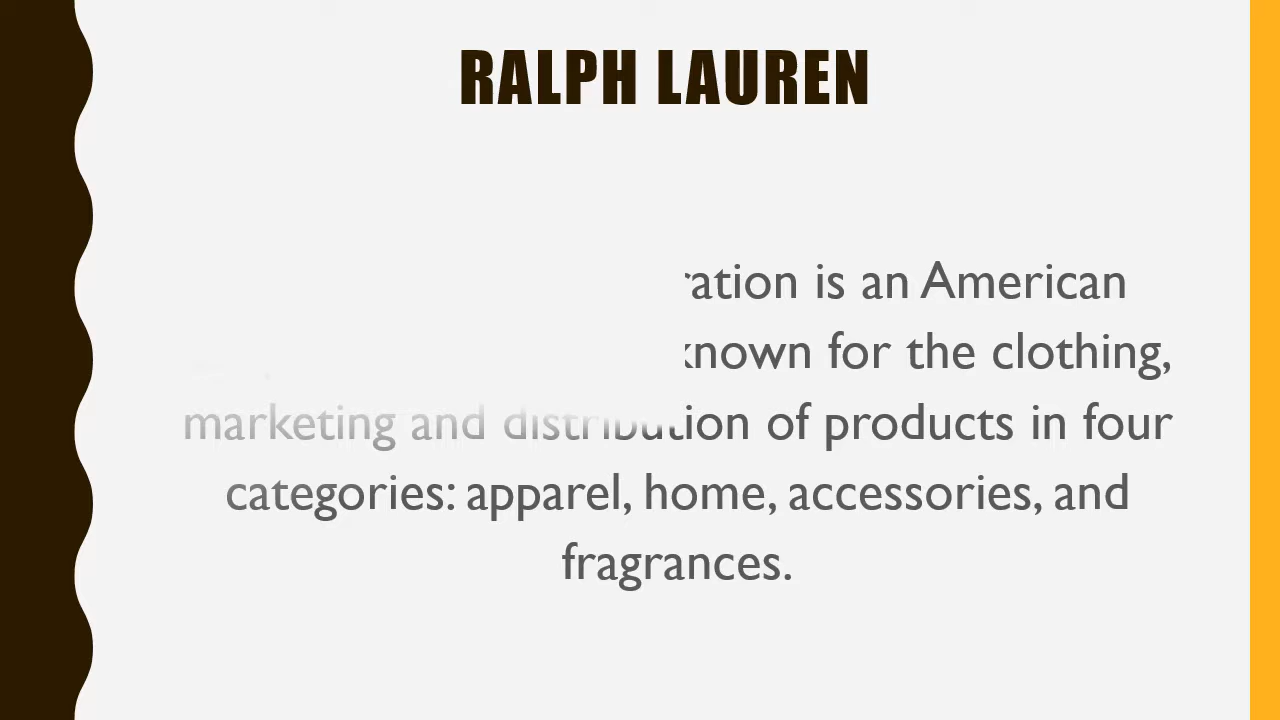 RALPH LAUREN
is an American
known for the clothing,
marketing and distribution of products in four
categories: apparel, home, accessories, and
fragrances.